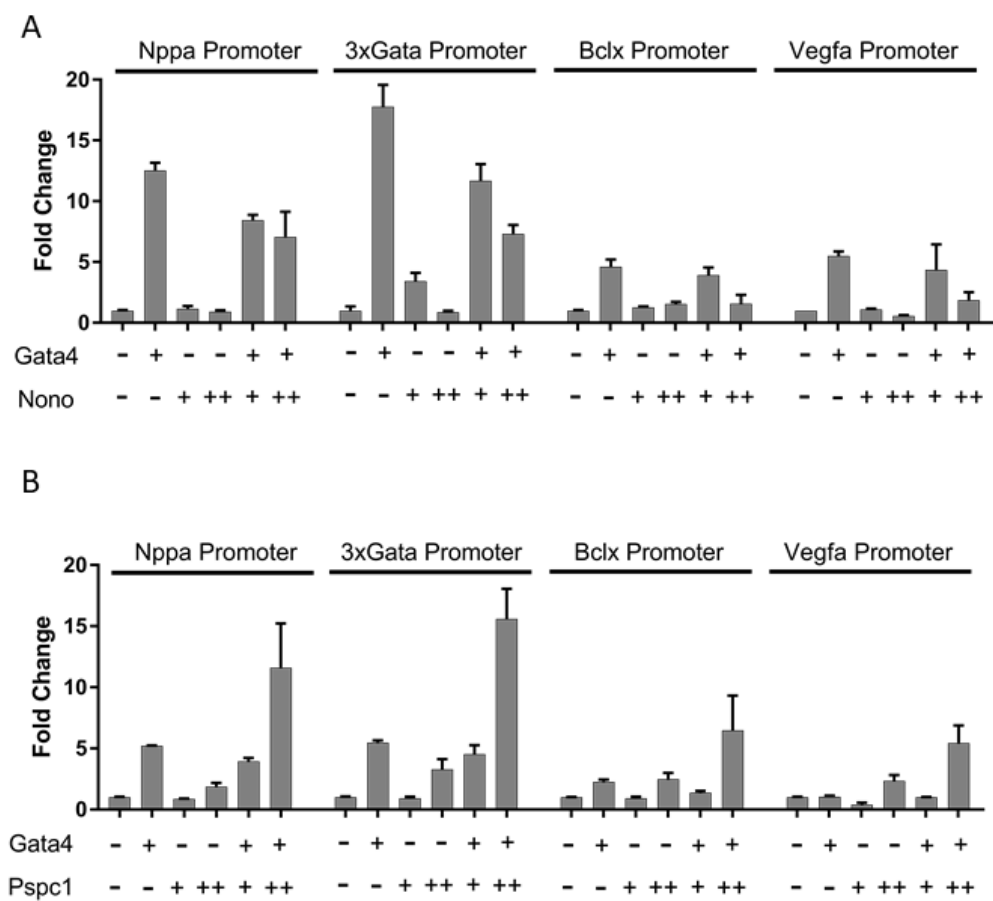 A
Nppa Promoter 3xGata Promoter Bclx Promoter Vegfa Promoter
20
15
10
5
0
Fold Change
Gata4 - + - - + + - + - - + + - + - - + + - + - - + +
Nono - - + ++ + ++ - - + ++ + ++ - - + ++ + ++ - - + ++ + ++
B
Nppa Promoter 3xGata Promoter Bclx Promoter Vegfa Promoter
20
15
10
5
0
Fold Change
Gata4 - + - - + + - + - - + + - + - - + + - + - - + +
Pspc1 - - + ++ + ++ - - + ++ + ++ - - + ++ + ++ - - + ++ + ++